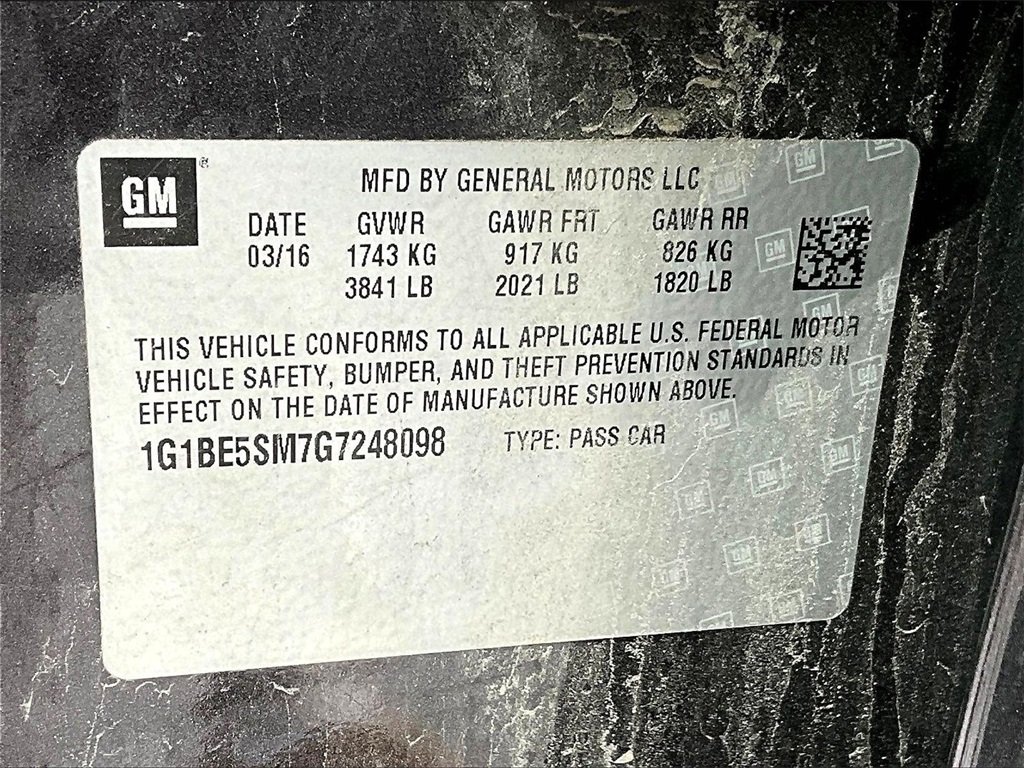 GM ®
MFD BY GENERAL MOTORS LLC
DATE GVWR GAWR FRT GAWR RR
03/16 1743 KG 917 KG 826 KG
3841 LB 2021 LB 1820 LB
THIS VEHICLE CONFORMS TO ALL APPLICABLE U.S. FEDERAL MOTOR
VEHICLE SAFETY, BUMPER, AND THEFT PREVENTION STANDARDS IN
EFFECT ON THE DATE OF MANUFACTURE SHOWN ABOVE.
1G1BE5SM7G7248098 TYPE: PASS CAR